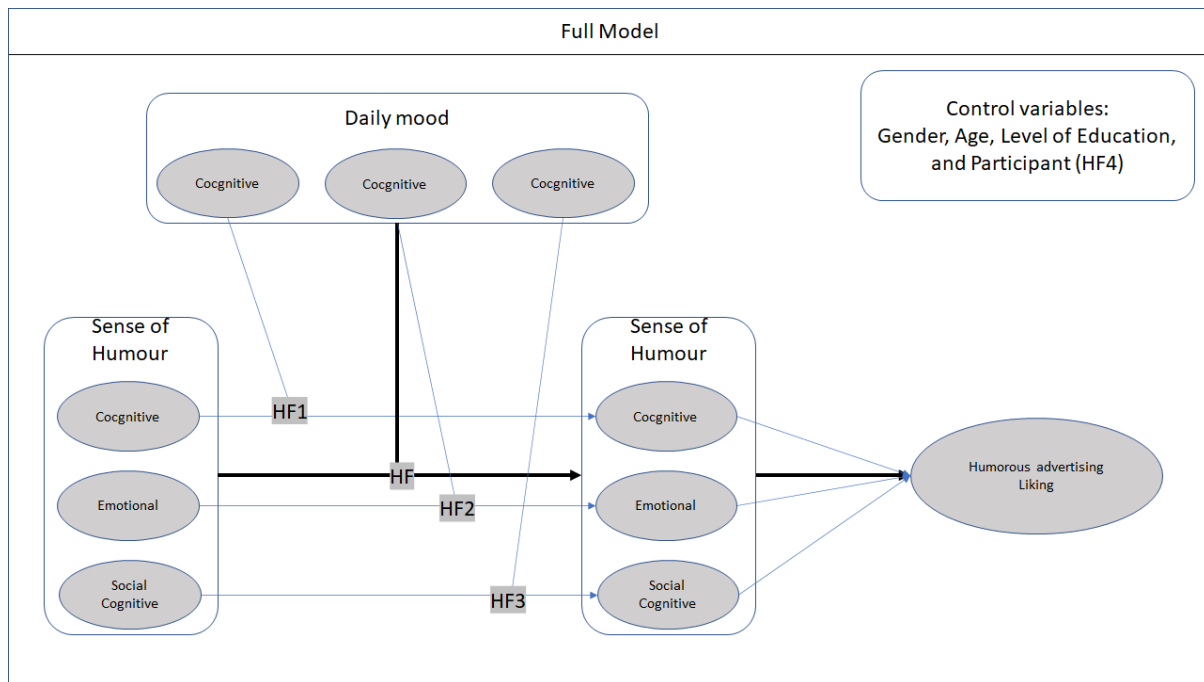 Full Model
Daily mood
Cocgnitive
Cocgnitive
Cocgnitive
Control variables:
Gender, Age, Level of Education,
and Participant (HF4)
Sense of
Humour
Cocgnitive
Emotional
Social
Cognitive
HF1
HF
HF2
HF3
Sense of
Humour
Cocgnitive
Emotional
Social
Cognitive
Humorous advertising
Liking